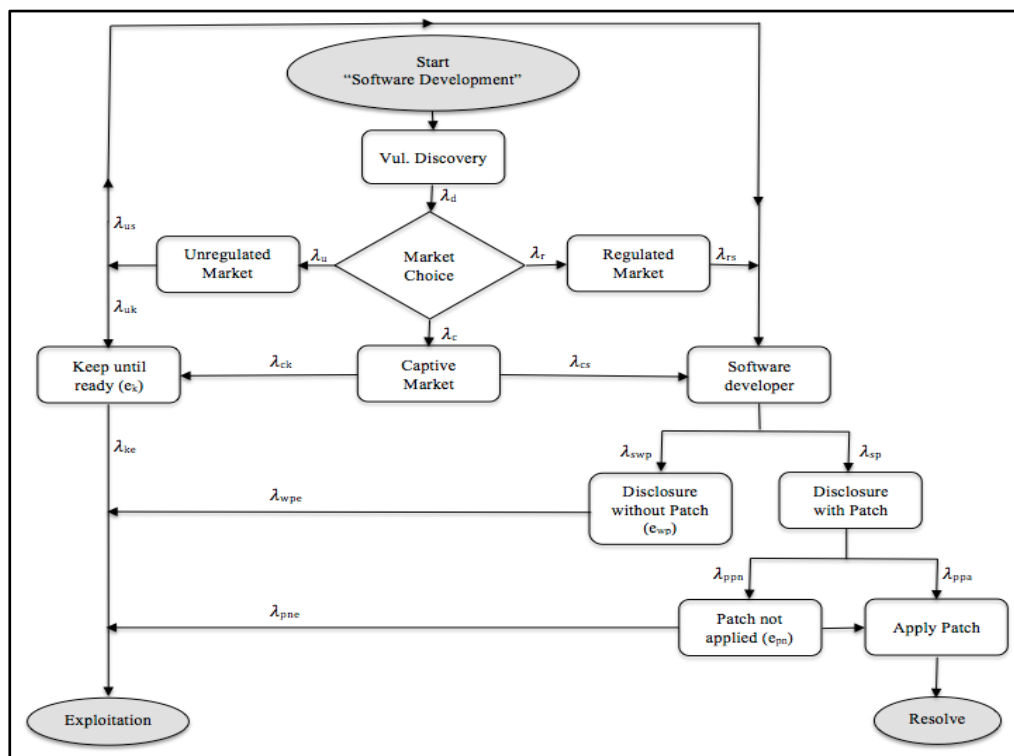 Start
“Software Development”
Vul. Discovery
λd
λus
Unregulated
Market
λu
Market
Choice
λr
Regulated
Market
λrs
λuk
λc
Keep until
ready (ek)
λck
Captive
Market
λcs
Software
developer
λke
λswp
λsp
λwpe
Disclosure
without Patch
(ewp)
Disclosure
with Patch
λppn
λppa
λpne
Patch not
applied (epn)
Apply Patch
Exploitation
Resolve